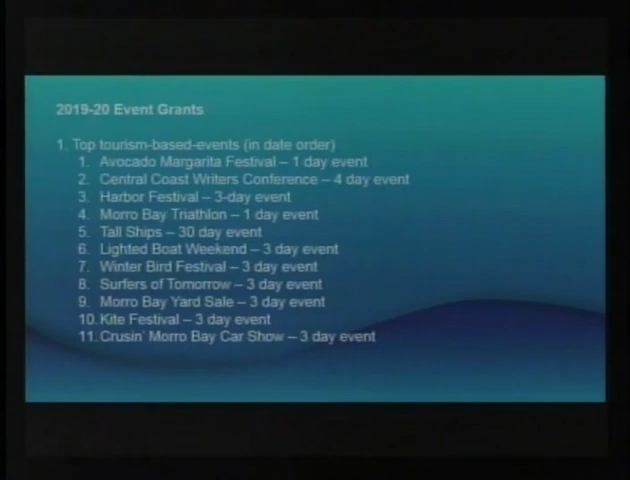 2019-20 Event Grants
1. Top tourism-based-events (in date order)
1. Avocado Margarita Festival – 1 day event
2. Central Coast Writers Conference – 4 day event
3. Harbor Festival – 3-day event
4. Morro Bay Triathlon – 1 day event
5. Tall Ships – 30 day event
6. Lighted Boat Weekend – 3 day event
7. Winter Bird Festival – 3 day event
8. Surfers of Tomorrow – 3 day event
9. Morro Bay Yard Sale – 3 day event
10. Kite Festival – 3 day event
11. Crusin' Morro Bay Car Show – 3 day event